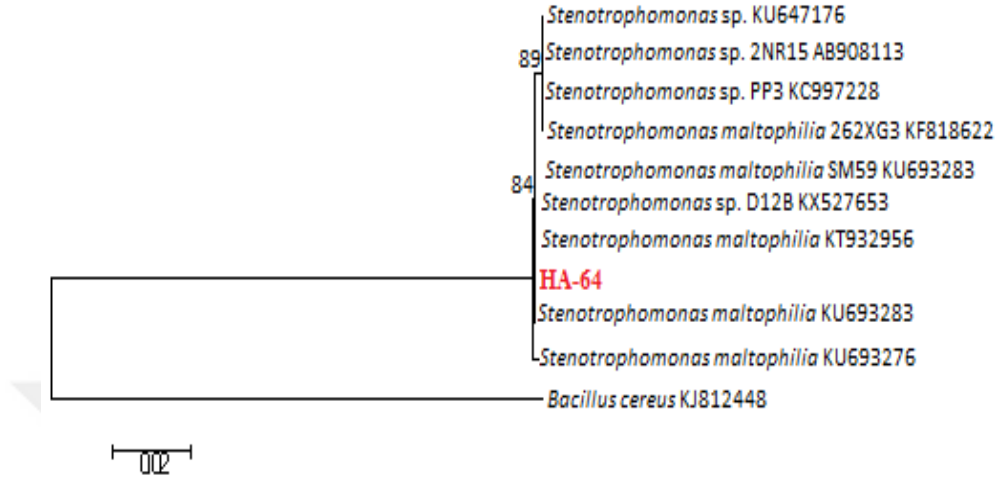 Stenotrophomonas sp. KU647176
89
Stenotrophomonas sp. 2NR15 AB908113
Stenotrophomonas sp. PP3 KC997228
Stenotrophomonas maltophilia 262XG3 KF818622
Stenotrophomonas maltophilia SM59 KU693283
84
Stenotrophomonas sp. D12B KX527653
Stenotrophomonas maltophilia KT932956
HA-64
Stenotrophomonas maltophilia KU693283
Stenotrophomonas maltophilia KU693276
Bacillus cereus KJ812448
0.02